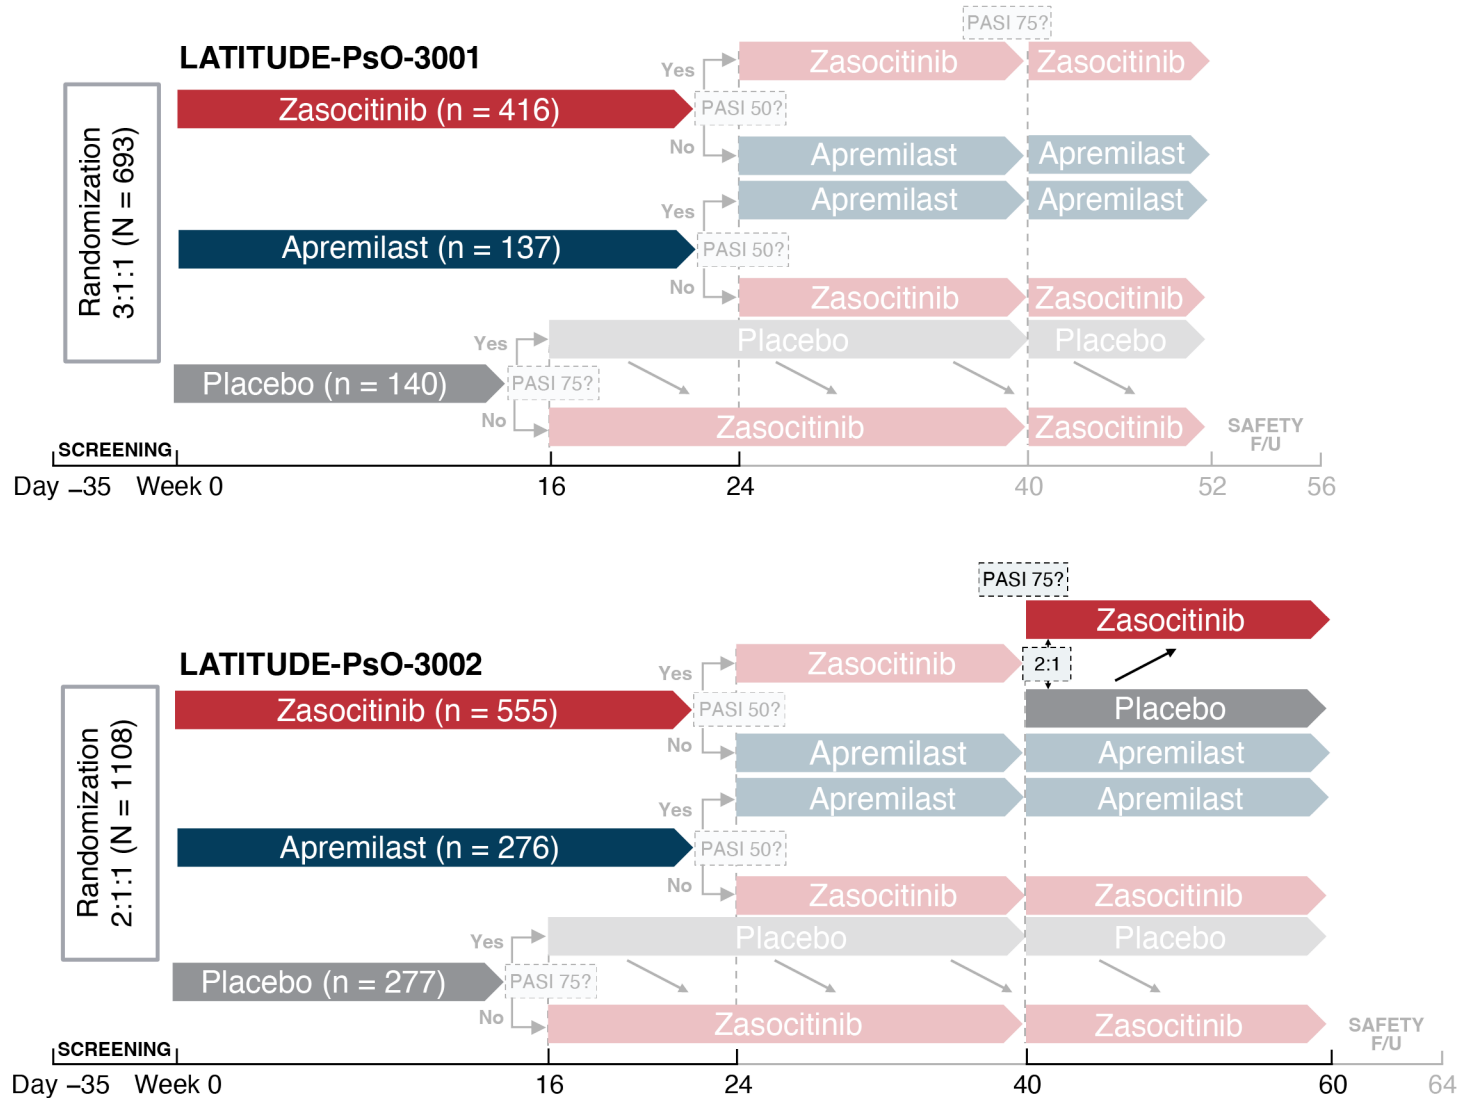 PASI 75?
LATITUDE-PsO-3001
Yes
Zasocitinib
Zasocitinib
Zasocitinib (n = 416)
PASI 50?
No
Apremilast
Apremilast
Randomization
3:1:1 (N = 693)
Yes
Apremilast
Apremilast
Apremilast (n = 137)
PASI 50?
No
Zasocitinib
Zasocitinib
Yes
Placebo
Placebo
Placebo (n = 140)
PASI 75?
No
Zasocitinib
Zasocitinib
SAFETY
F/U
SCREENING
Day –35
Week 0
16
24
40
52
56
PASI 75?
Zasocitinib
LATITUDE-PsO-3002
Yes
Zasocitinib
2:1
Zasocitinib (n = 555)
PASI 50?
Placebo
No
Apremilast
Apremilast
Randomization
2:1:1 (N = 1108)
Yes
Apremilast
Apremilast
Apremilast (n = 276)
PASI 50?
No
Zasocitinib
Zasocitinib
Yes
Placebo
Placebo
Placebo (n = 277)
PASI 75?
No
Zasocitinib
Zasocitinib
SAFETY
F/U
SCREENING
Day –35
Week 0
16
24
40
60
64